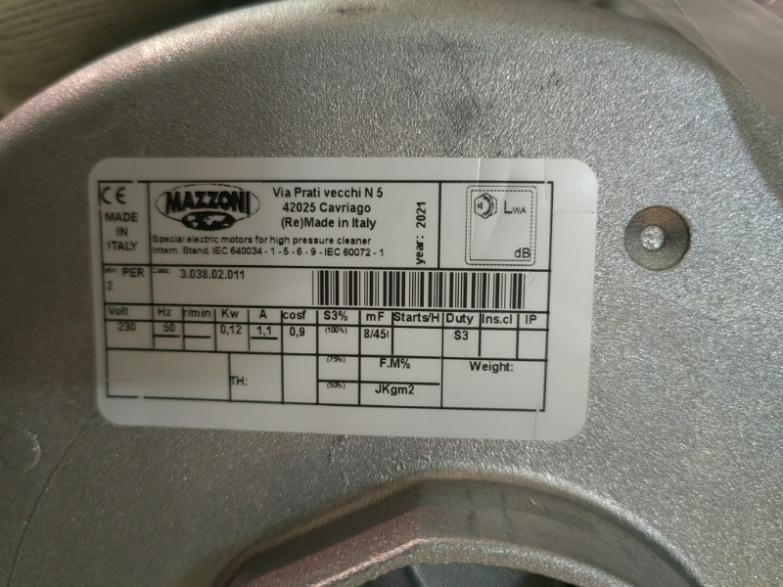 CE
MADE
IN
ITALY
MAZZONI
Via Prati vecchi N 5
42025 Cavriago
(Re)Made in Italy
Special electric motors for high pressure cleaner
Intern. Stand. IEC 640034 - 1 - 5 - 6 - 9 - IEC 60072 - 1
year: 2021
LWA
dB
PER
2
Code: 3.038.02.011
Volt Hz r/min Kw A cosf S3% mF Starts/H Duty Ins.cl IP
230 50 0,12 1,1 0,9 (100%) 8/45 S3
TH: (75%) F.M% Weight:
(50%) JKgm2